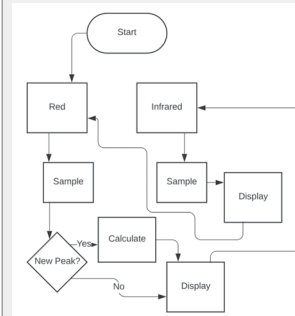 Start
Red
Infrared
Sample
Sample
Display
Yes
Calculate
New Peak?
No
Display